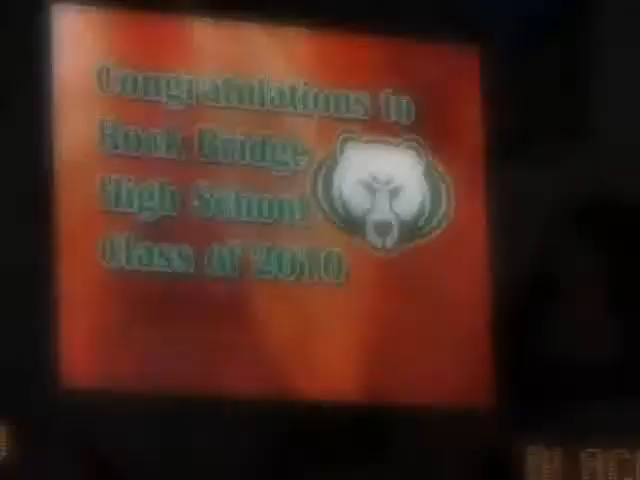 Congratulations to
Rock Bridge
High School
Class of 2010